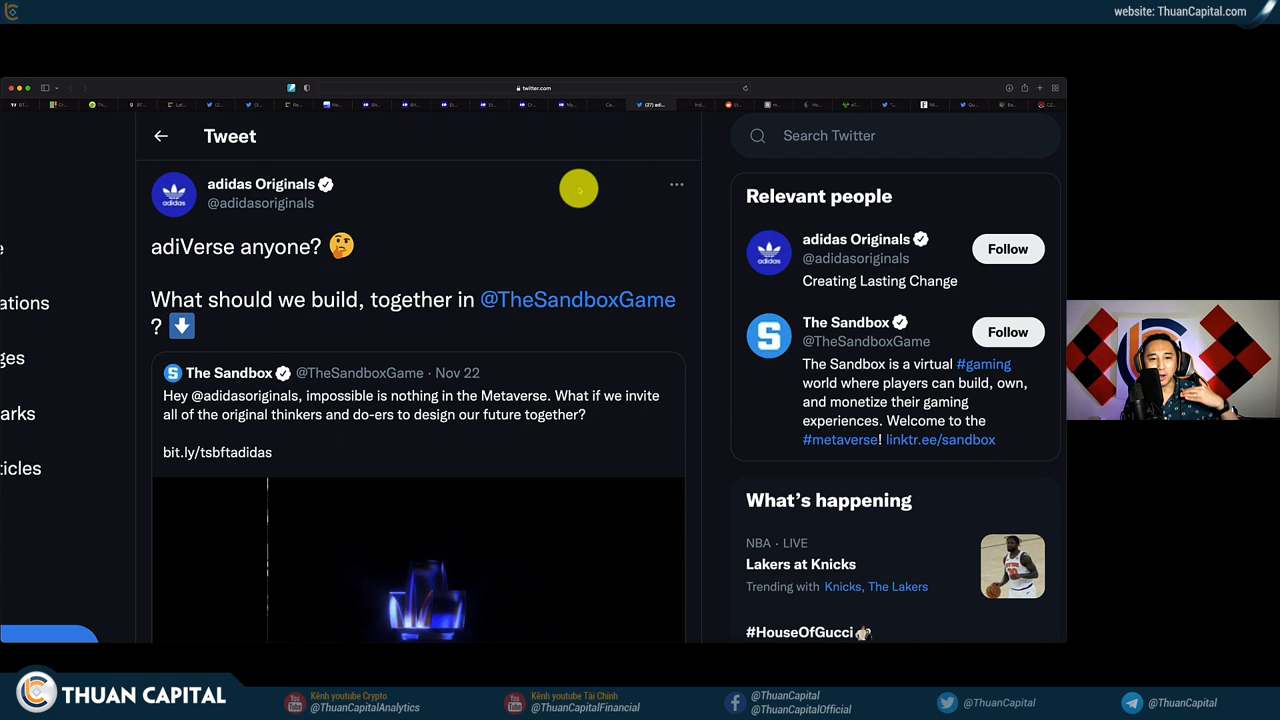 website: ThuanCapital.com
twitter.com
Tweet
Search Twitter
adidas Originals
@adidasoriginals
adiVerse anyone? 🤔
What should we build, together in @TheSandboxGame
? ⬇️
The Sandbox @TheSandboxGame · Nov 22
Hey @adidasoriginals, impossible is nothing in the Metaverse. What if we invite
all of the original thinkers and do-ers to design our future together?
bit.ly/tsbftadidas
ations
ges
arks
ticles
Relevant people
adidas Originals
@adidasoriginals
Follow
Creating Lasting Change
The Sandbox
@TheSandboxGame
Follow
The Sandbox is a virtual #gaming
world where players can build, own,
and monetize their gaming
experiences. Welcome to the
#metaverse! linktr.ee/sandbox
What's happening
NBA · LIVE
Lakers at Knicks
Trending with Knicks, The Lakers
#HouseOfGucci
THUAN CAPITAL
Kênh youtube Crypto
@ThuanCapitalAnalytics
Kênh youtube Tài Chính
@ThuanCapitalFinancial
@ThuanCapital
@ThuanCapitalOfficial
@ThuanCapital
@ThuanCapital